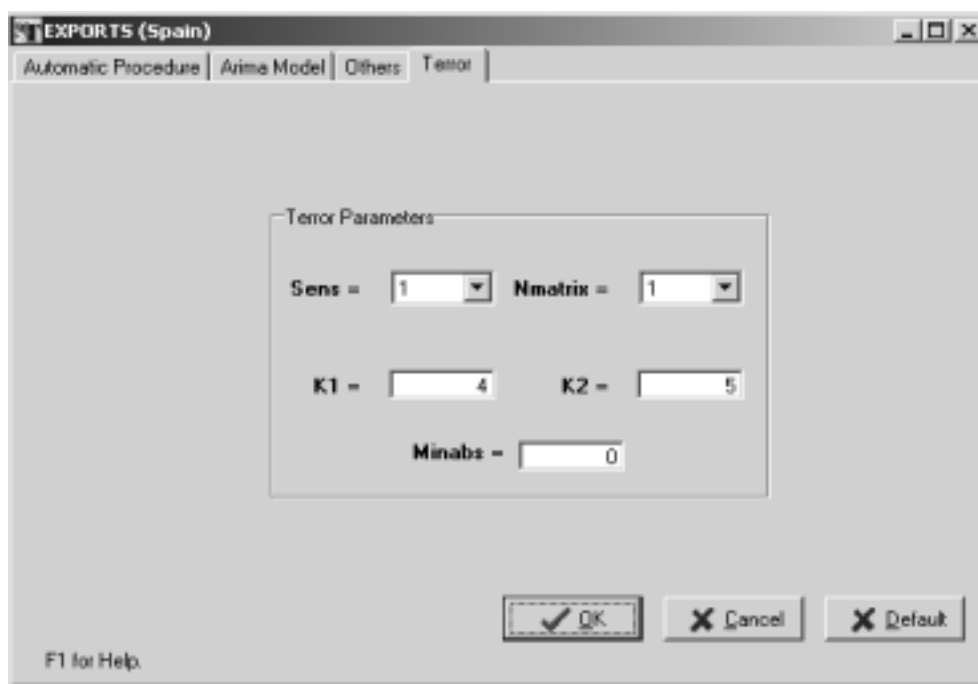 EXPORTS (Spain)
Automatic Procedure Arima Model Others Terror
Terror Parameters
Sens = 1 Nmatrix = 1
K1 = 4 K2 = 5
Minabs = 0
OK Cancel Default
F1 for Help.